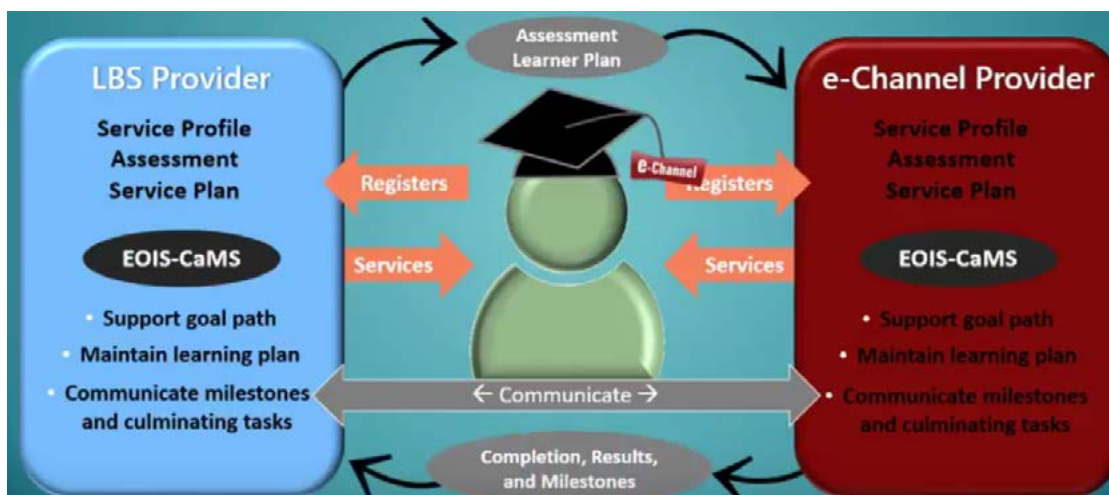 Assessment
Learner Plan
LBS Provider
Service Profile
Assessment
Service Plan
EOIS-CaMS
• Support goal path
• Maintain learning plan
• Communicate milestones
and culminating tasks
Registers
Services
e-Channel
Registers
Services
← Communicate →
e-Channel Provider
Service Profile
Assessment
Service Plan
EOIS-CaMS
• Support goal path
• Maintain learning plan
• Communicate milestones
and culminating tasks
Completion, Results,
and Milestones